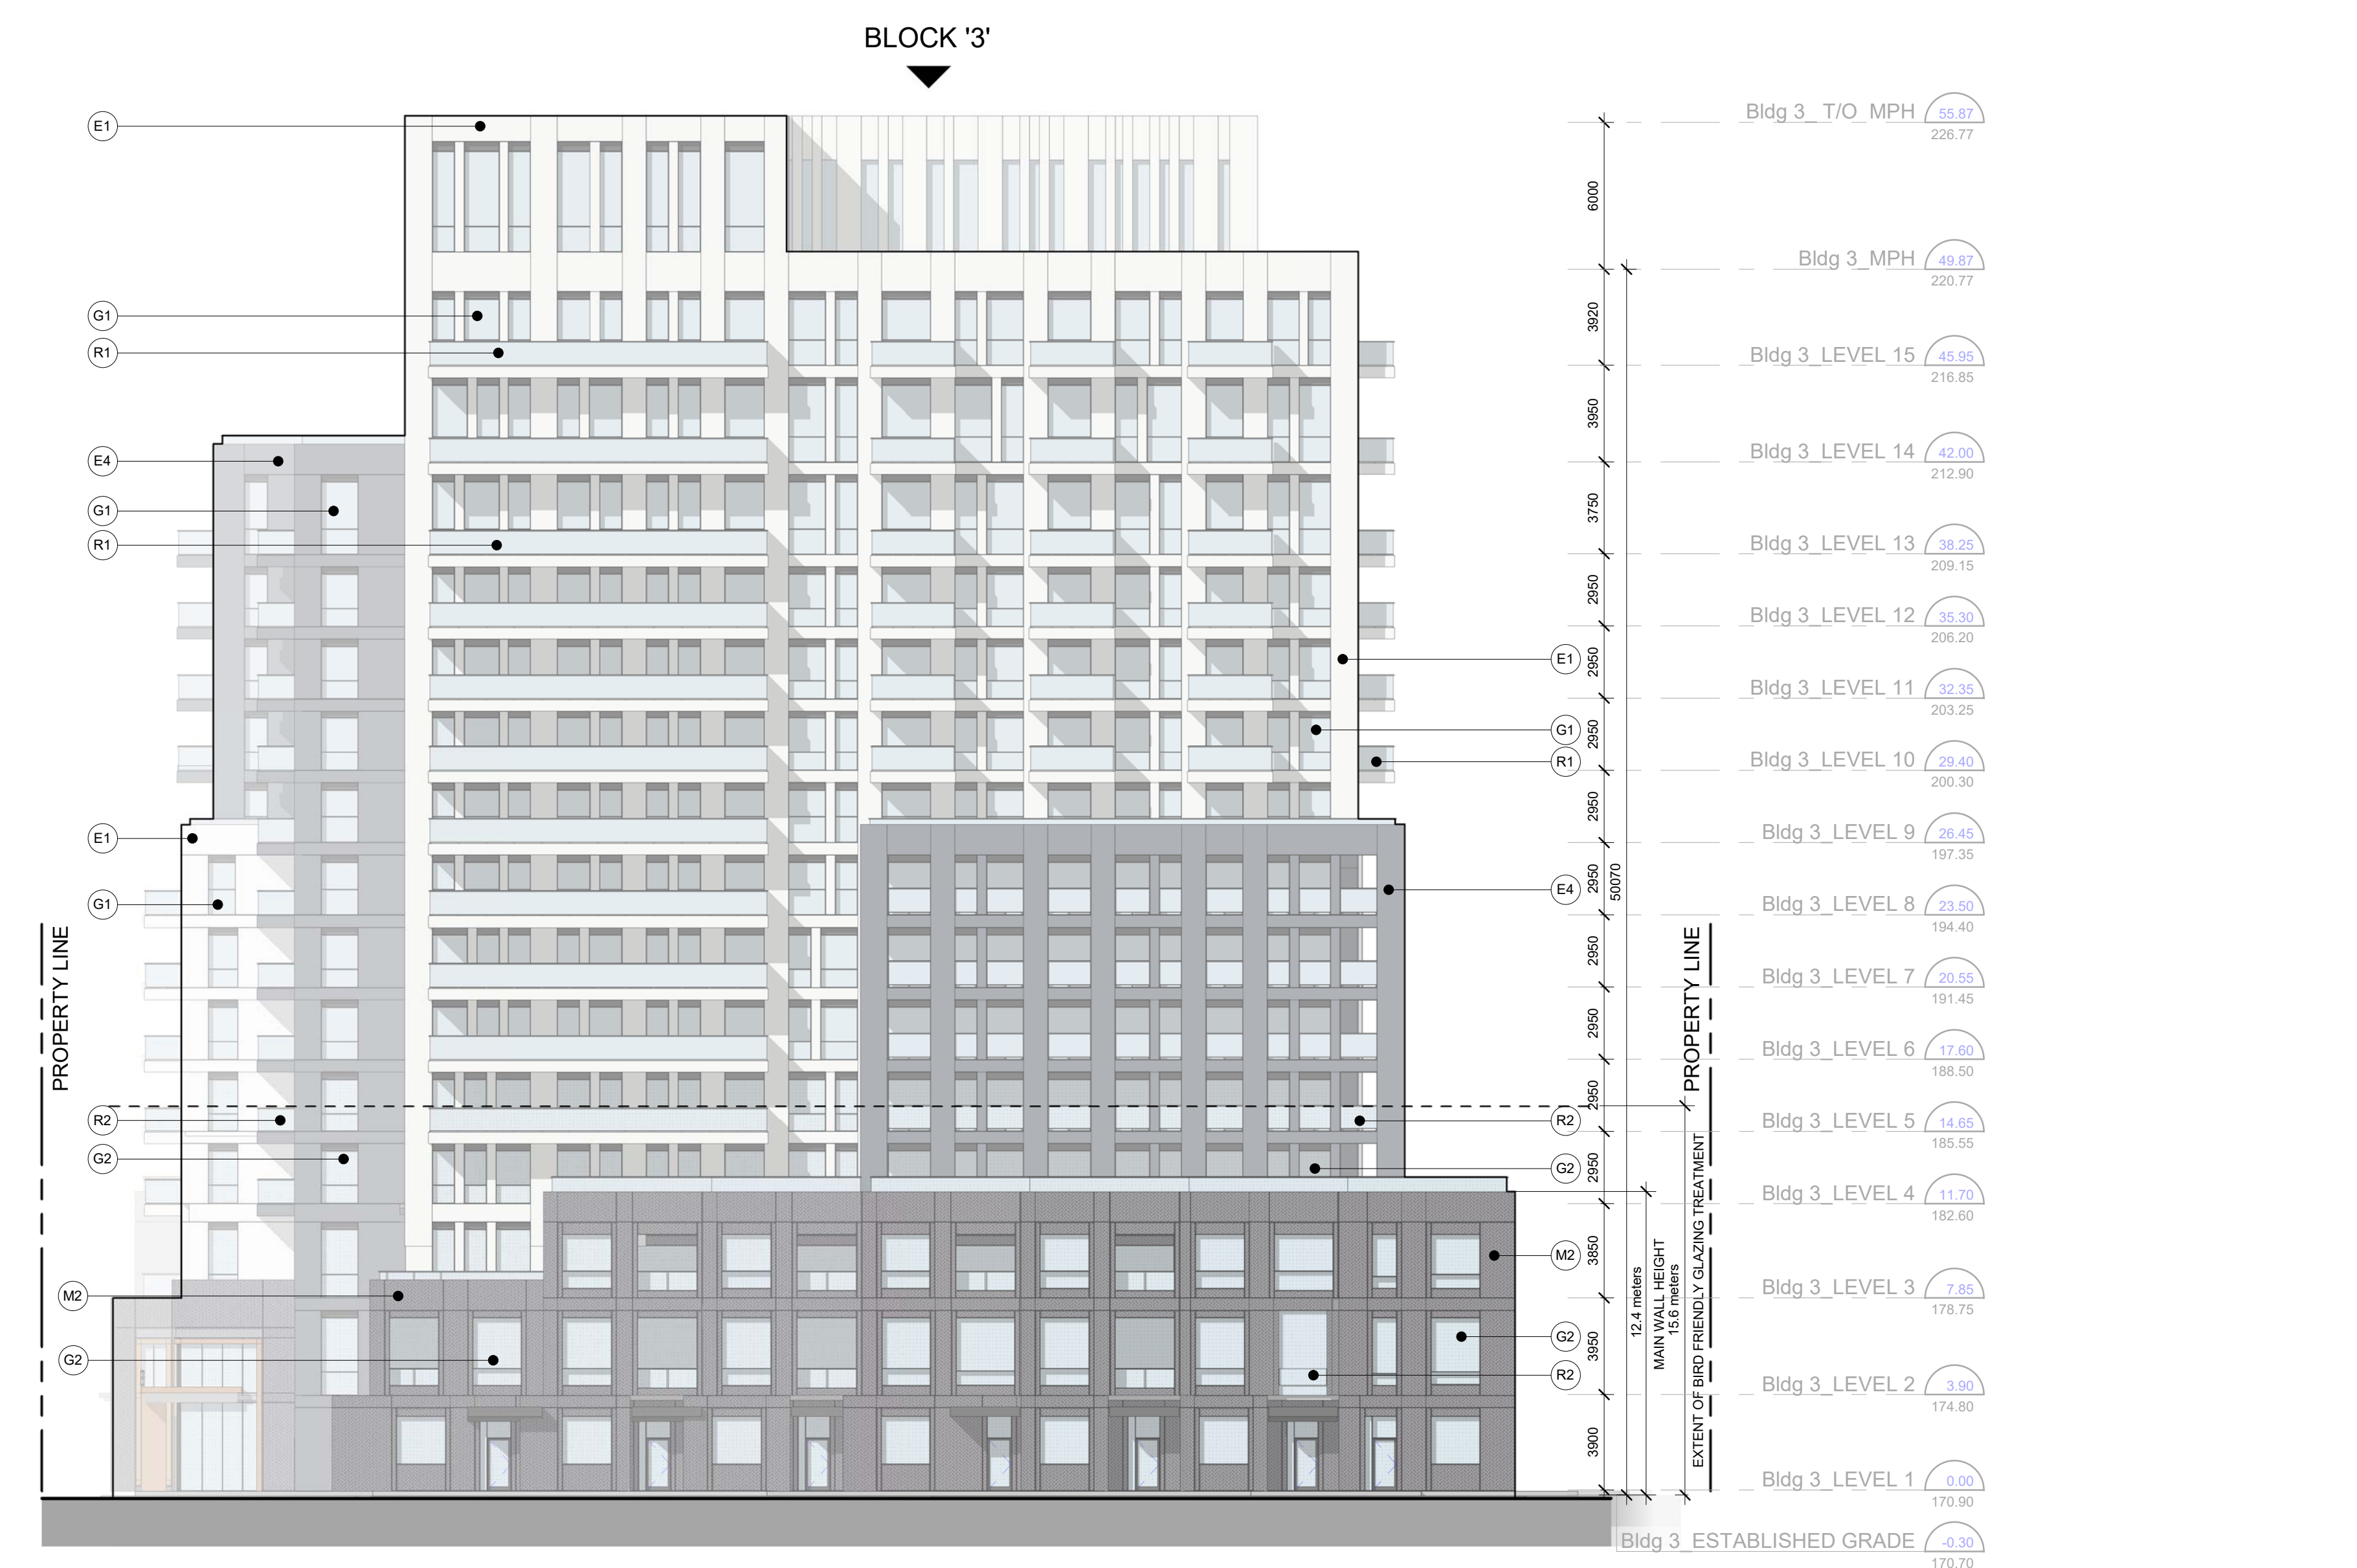 BLOCK '3'
E1
G1
R1
E4
G1
R1
E1
G1
R2
G2
M2
G2
PROPERTY LINE
E1
G1
R1
E4
R2
G2
M2
G2
R2
6000
3920
3950
3750
2950
2950
2950
2950
2950
2950
2950
2950
2950
3850
3950
3900
50070
12.4 meters
MAIN WALL HEIGHT
15.6 meters
EXTENT OF BIRD FRIENDLY GLAZING TREATMENT
PROPERTY LINE
Bldg 3_ T/O_MPH 55.87
226.77
Bldg 3_MPH 49.87
220.77
Bldg 3_LEVEL 15 45.95
216.85
Bldg 3_LEVEL 14 42.00
212.90
Bldg 3_LEVEL 13 38.25
209.15
Bldg 3_LEVEL 12 35.30
206.20
Bldg 3_LEVEL 11 32.35
203.25
Bldg 3_LEVEL 10 29.40
200.30
Bldg 3_LEVEL 9 26.45
197.35
Bldg 3_LEVEL 8 23.50
194.40
Bldg 3_LEVEL 7 20.55
191.45
Bldg 3_LEVEL 6 17.60
188.50
Bldg 3_LEVEL 5 14.65
185.55
Bldg 3_LEVEL 4 11.70
182.60
Bldg 3_LEVEL 3 7.85
178.75
Bldg 3_LEVEL 2 3.90
174.80
Bldg 3_LEVEL 1 0.00
170.90
Bldg 3_ESTABLISHED GRADE -0.30
170.70